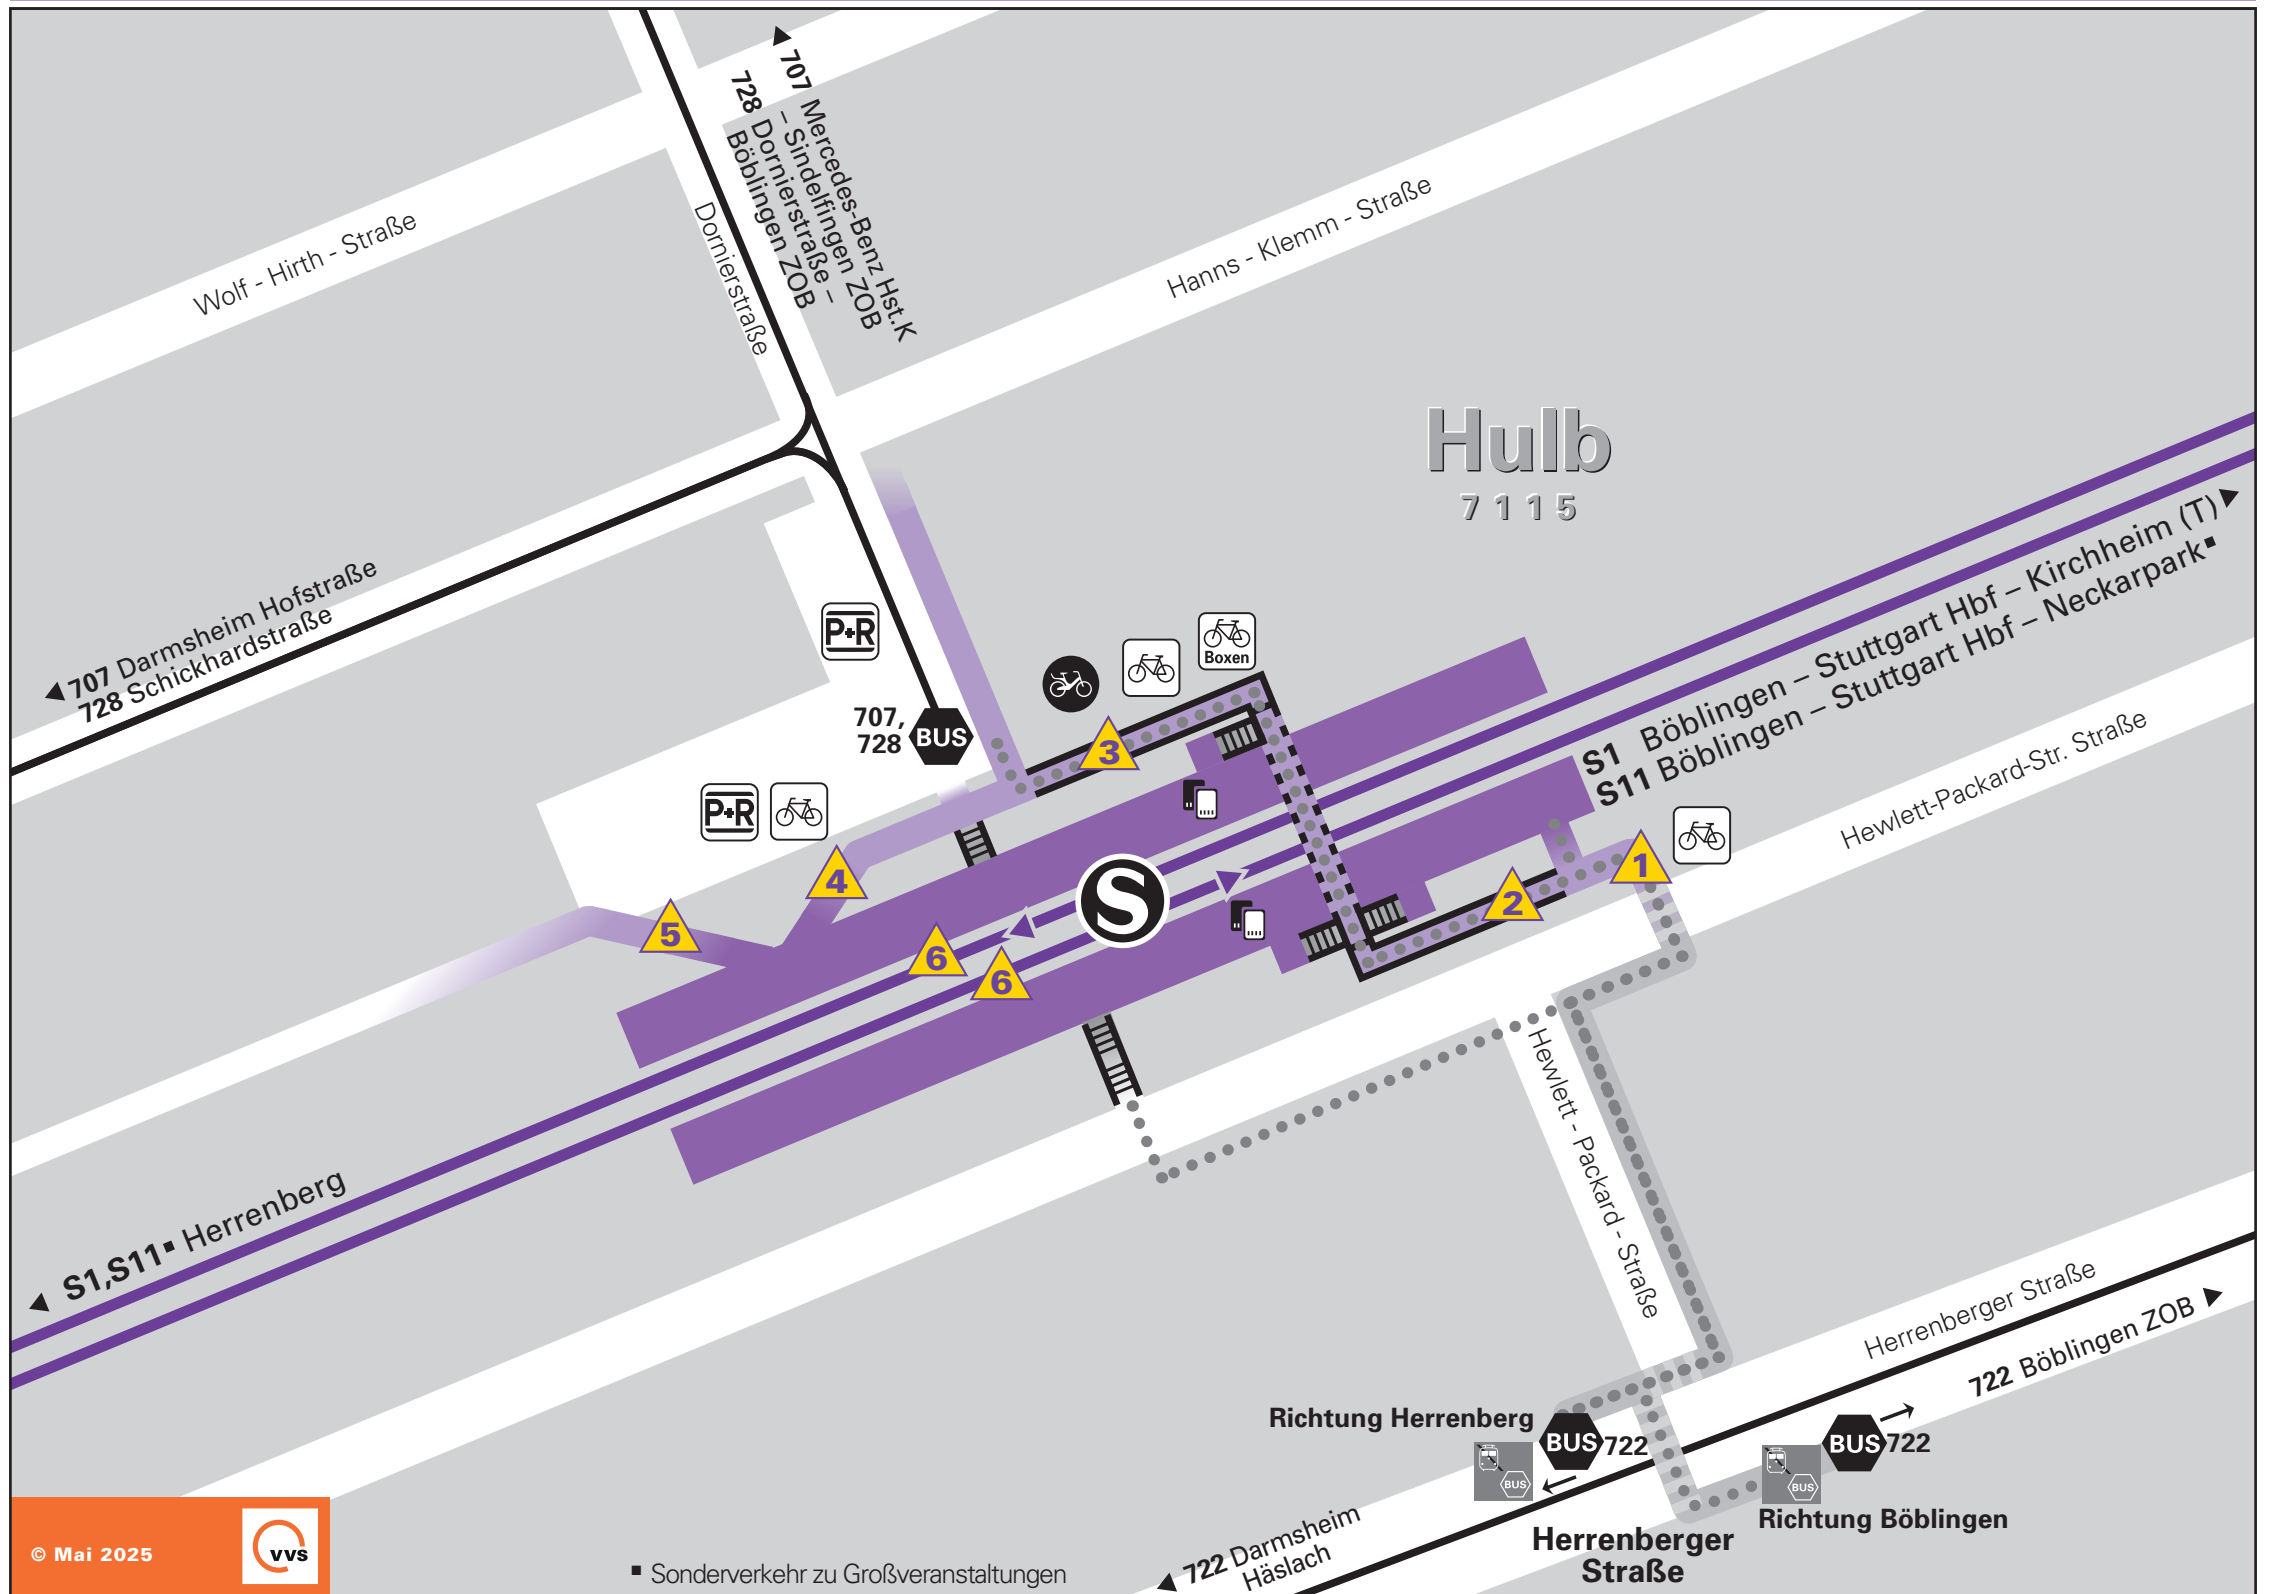 707 Mercedes-Benz Hst.K
– Sindelfingen ZOB
728 Dornierstraße –
Böblingen ZOB
Dornierstraße
Wolf - Hirth - Straße
Hanns - Klemm - Straße
Hulb
7115
707 Darmsheim Hofstraße
728 Schickhardstraße
P+R
Boxen
707,
728
BUS
P+R
S1 Böblingen – Stuttgart Hbf – Kirchheim (T)
S11 Böblingen – Stuttgart Hbf – Neckarpark▪
Hewlett-Packard-Str. Straße
3
4
5
6
6
S
2
1
Hewlett - Packard - Straße
S1,S11▪ Herrenberg
Herrenberger Straße
722 Böblingen ZOB
Richtung Herrenberg
BUS
722
BUS
BUS
722
BUS
Richtung Böblingen
Herrenberger
Straße
722 Darmsheim
Häslach
© Mai 2025
vvs
▪ Sonderverkehr zu Großveranstaltungen